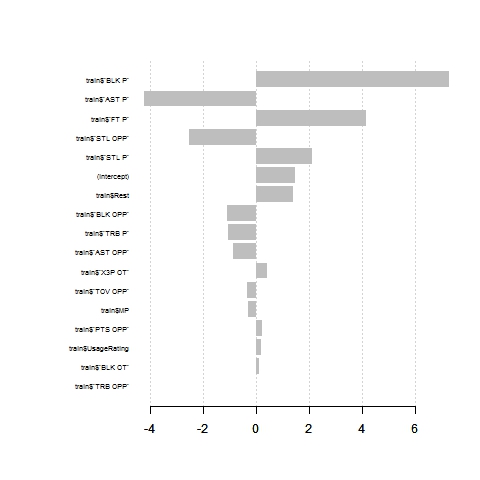 train$`BLK P`
train$`AST P`
train$`FT P`
train$`STL OPP`
train$`STL P`
(Intercept)
train$Rest
train$`BLK OPP`
train$`TRB P`
train$`AST OPP`
train$`X3P OT`
train$`TOV OPP`
train$MP
train$`PTS OPP`
train$UsageRating
train$`BLK OT`
train$`TRB OPP`
-4 -2 0 2 4 6